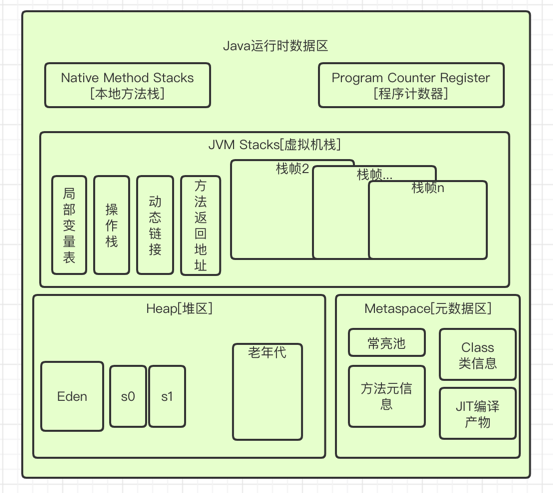 Java运行时数据区
Native Method Stacks
[本地方法栈]
Program Counter Register
[程序计数器]
JVM Stacks[虚拟机栈]
局部变量表
操作栈
动态链接
方法返回地址
栈帧2
栈帧...
栈帧n
Heap[堆区]
Eden
s0
s1
老年代
Metaspace[元数据区]
常亮池
Class
类信息
方法元信
息
JIT编译
产物